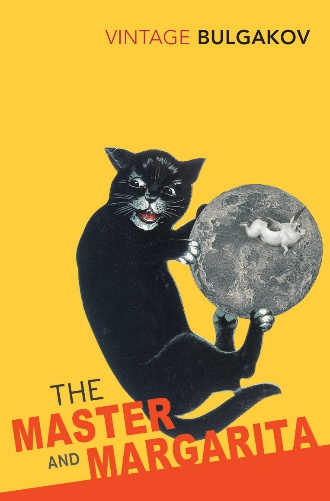 VINTAGE BULGAKOV
THE
MASTER
AND MARGARITA